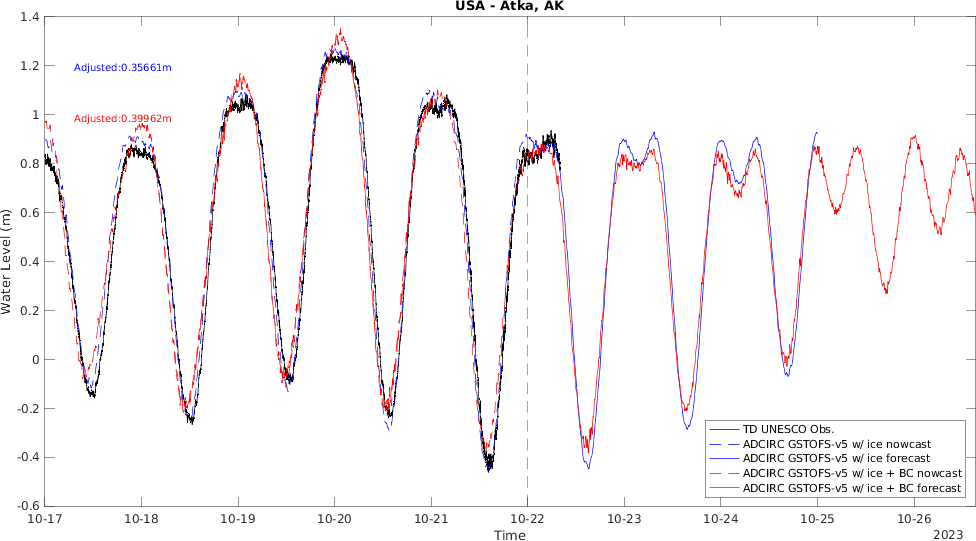 USA - Atka, AK
1.4
1.2
1
0.8
0.6
0.4
0.2
0
-0.2
-0.4
-0.6
Water Level (m)
Adjusted:0.35661m
Adjusted:0.39962m
TD UNESCO Obs.
ADCIRC GSTOFS-v5 w/ ice nowcast
ADCIRC GSTOFS-v5 w/ ice forecast
ADCIRC GSTOFS-v5 w/ ice + BC nowcast
ADCIRC GSTOFS-v5 w/ ice + BC forecast
10-17 10-18 10-19 10-20 10-21 10-22 10-23 10-24 10-25 10-26
Time
2023